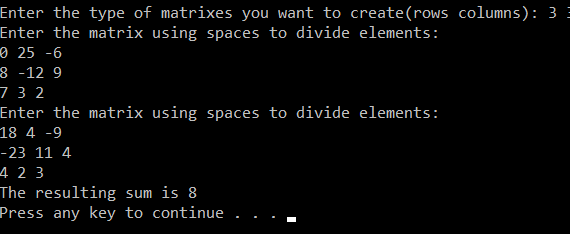 Enter the type of matrixes you want to create(rows columns): 3 3
Enter the matrix using spaces to divide elements:
0 25 -6
8 -12 9
7 3 2
Enter the matrix using spaces to divide elements:
18 4 -9
-23 11 4
4 2 3
The resulting sum is 8
Press any key to continue . . .